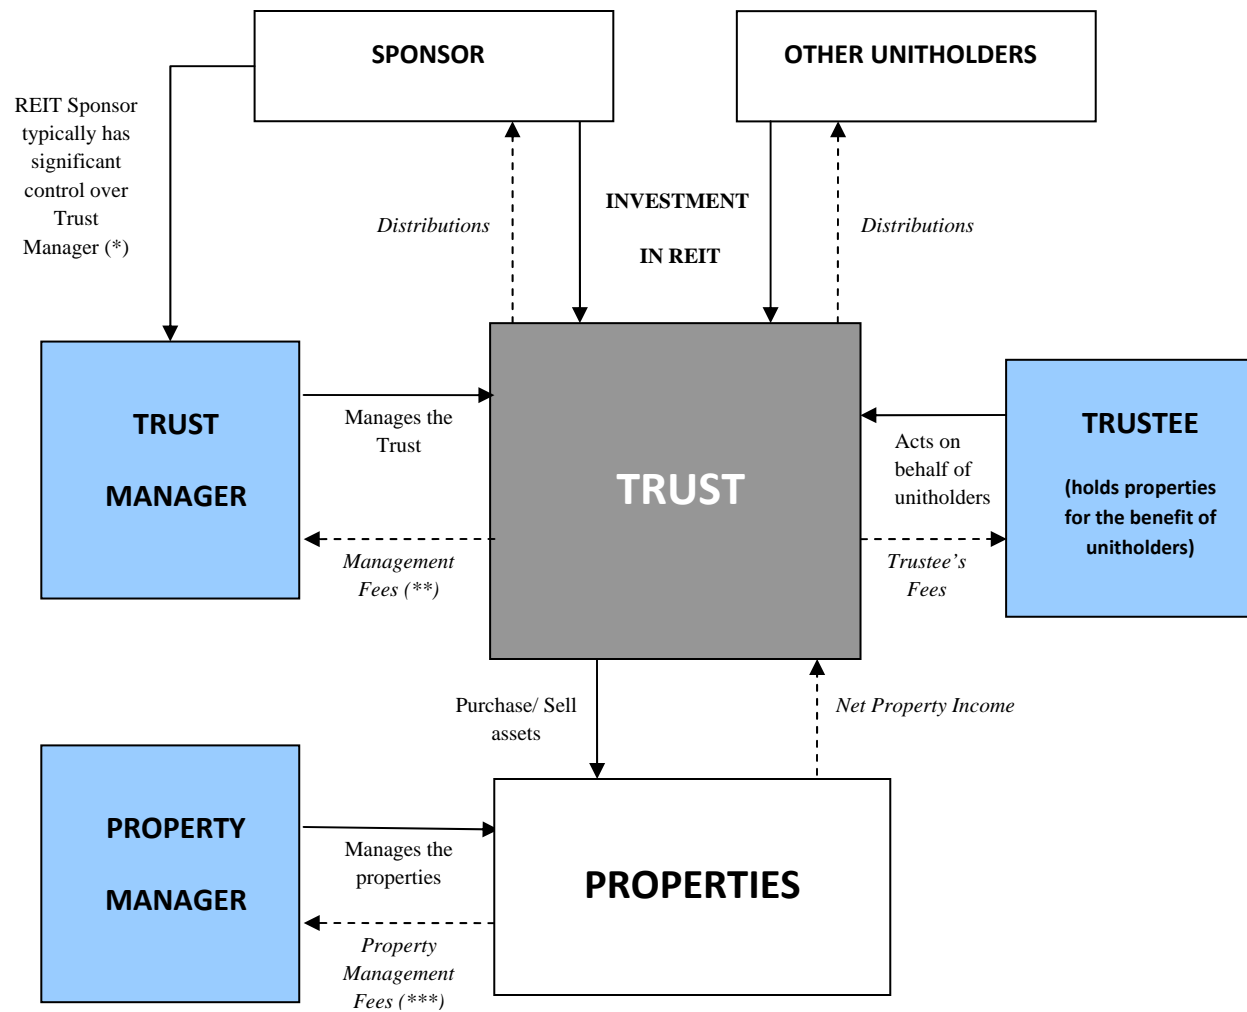 SPONSOR
OTHER UNITHOLDERS
REIT Sponsor
typically has
significant
control over
Trust
Manager (*)
Distributions
INVESTMENT
IN REIT
Distributions
TRUST
MANAGER
Manages the
Trust
Management
Fees (**)
TRUST
Acts on
behalf of
unitholders
Trustee’s
Fees
TRUSTEE
(holds properties
for the benefit of
unitholders)
Purchase/ Sell
assets
Net Property Income
PROPERTY
MANAGER
Manages the
properties
Property
Management
Fees (***)
PROPERTIES